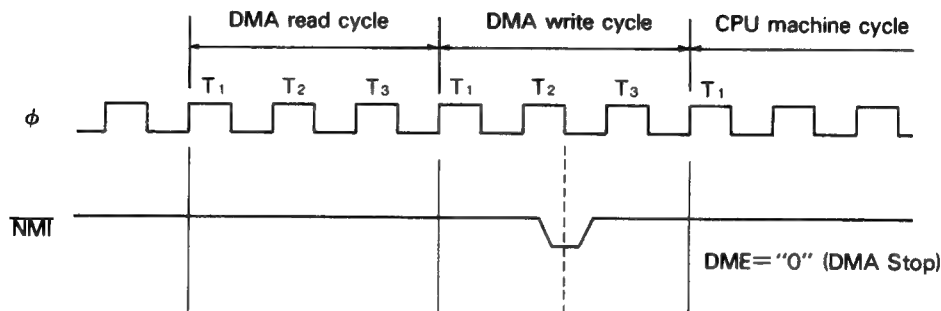 DMA read cycle DMA write cycle CPU machine cycle
T₁ T₂ T₃ T₁ T₂ T₃ T₁
φ
N̅M̅I̅
DME="0" (DMA Stop)